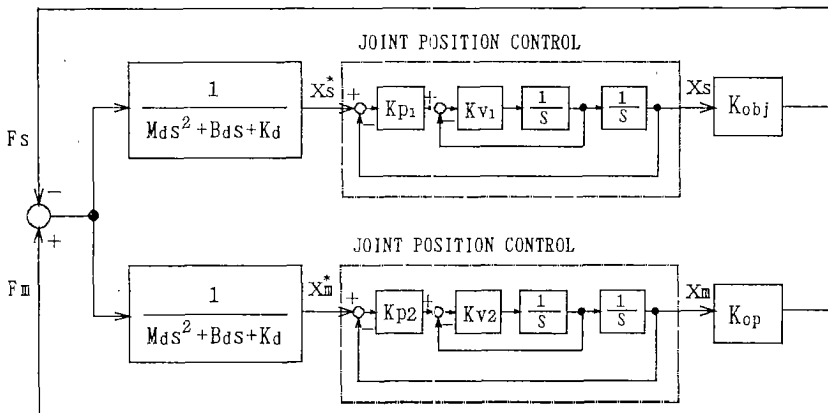 JOINT POSITION CONTROL
1
Mds²+Bds+Kd
Xs*
+
−
Kp1
+
−
Kv1
1
S
1
S
Xs
Kobj
Fs
−
+
Fm
JOINT POSITION CONTROL
1
Mds²+Bds+Kd
Xm*
+
−
Kp2
+
−
Kv2
1
S
1
S
Xm
Kop